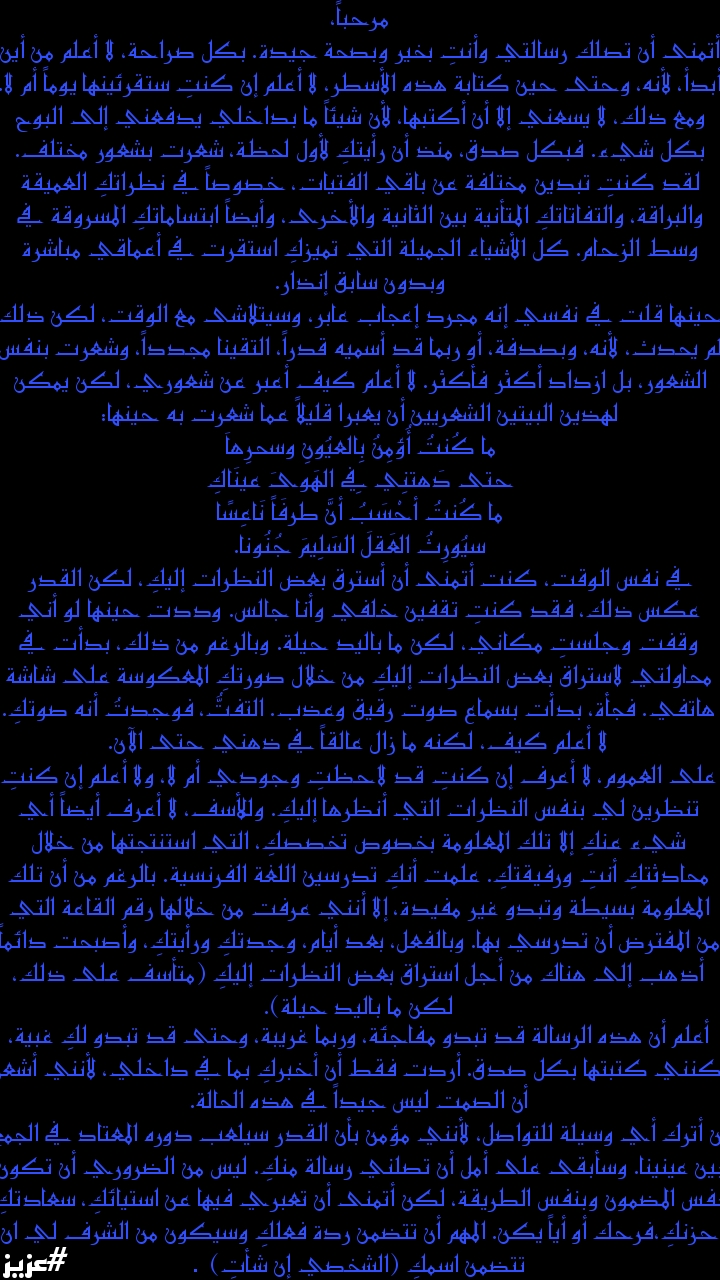 مرحباً،
أتمنى أن تصلك رسالتي وأنتِ بخير وبصحة جيدة. بكل صراحة، لا أعلم من أين
أبدأ، لأنه، وحتى حين كتابة هذه الأسطر، لا أعلم إن كنتِ ستقرئينها يوماً أم لا.
ومع ذلك، لا يسعني إلا أن أكتبها، لأن شيئاً ما بداخلي يدفعني إلى البوح
بكل شيء. فبكل صدق، منذ أن رأيتكِ لأول لحظة، شعرت بشعور مختلف.
لقد كنتِ تبدين مختلفة عن باقي الفتيات، خصوصاً في نظراتكِ العميقة
والبراقة، والتفاتاتكِ المتأنية بين الثانية والأخرى، وأيضاً ابتساماتكِ المسروقة في
وسط الزحام. كل الأشياء الجميلة التي تميزكِ استقرت في أعماقي مباشرة
وبدون سابق إنذار.
حينها قلت في نفسي إنه مجرد إعجاب عابر، وسيتلاشى مع الوقت، لكن ذلك
لم يحدث، لأنه، وبصدفة، أو ربما قد أسميه قدراً، التقينا مجدداً، وشعرت بنفس
الشعور، بل ازداد أكثر فأكثر. لا أعلم كيف أعبر عن شعوري، لكن يمكن
لهذين البيتين الشعريين أن يعبرا قليلاً عما شعرت به حينها:
ما كُنتُ أُؤمِنُ بِالعيُونِ وسحرِهاَ
حتى دَهتنِي فِي الهَوىَ عينَاكِ
ما كُنتُ أحْسَبُ أنَّ طرفَاً نَاعِسًا
سيُورِثُ العَقلَ السَلِيمَ جُنُونا.
في نفس الوقت، كنت أتمنى أن أسترق بعض النظرات إليكِ، لكن القدر
عكس ذلك، فقد كنتِ تقفين خلفي وأنا جالس. وددت حينها لو أني
وقفت وجلستِ مكاني، لكن ما باليد حيلة. وبالرغم من ذلك، بدأت في
محاولتي لاستراق بعض النظرات إليكِ من خلال صورتكِ المعكوسة على شاشة
هاتفي. فجأة، بدأت بسماع صوت رقيق وعذب. التفتُّ، فوجدتُ أنه صوتكِ.
لا أعلم كيف، لكنه ما زال عالقاً في ذهني حتى الآن.
على العموم، لا أعرف إن كنتِ قد لاحظتِ وجودي أم لا، ولا أعلم إن كنتِ
تنظرين لي بنفس النظرات التي أنظرها إليكِ. وللأسف، لا أعرف أيضاً أي
شيء عنكِ إلا تلك المعلومة بخصوص تخصصكِ، التي استنتجتها من خلال
محادثتكِ أنتِ ورفيقتكِ. علمت أنكِ تدرسين اللغة الفرنسية. بالرغم من أن تلك
المعلومة بسيطة وتبدو غير مفيدة، إلا أنني عرفت من خلالها رقم القاعة التي
من المفترض أن تدرسي بها. وبالفعل، بعد أيام، وجدتكِ ورأيتكِ، وأصبحت دائماً
أذهب إلى هناك من أجل استراق بعض النظرات إليكِ (متأسف على ذلك،
لكن ما باليد حيلة).
أعلم أن هذه الرسالة قد تبدو مفاجئة، وربما غريبة، وحتى قد تبدو لكِ غبية،
كنني كتبتها بكل صدق. أردت فقط أن أخبركِ بما في داخلي، لأنني أشعر
أن الصمت ليس جيداً في هذه الحالة.
ن أترك أي وسيلة للتواصل، لأنني مؤمن بأن القدر سيلعب دوره المعتاد في الجمع
بين عينينا. وسأبقى على أمل أن تصلني رسالة منكِ. ليس من الضروري أن تكون
نفس المضمون وبنفس الطريقة، لكن أتمنى أن تعبري فيها عن استيائكِ، سعادتكِ
حزنكِ،فرحك أو أياً يكن. المهم أن تتضمن ردة فعلكِ وسيكون من الشرف لي ان
تتضمن اسمكِ (الشخصي إن شأتِ) .
#عزيز